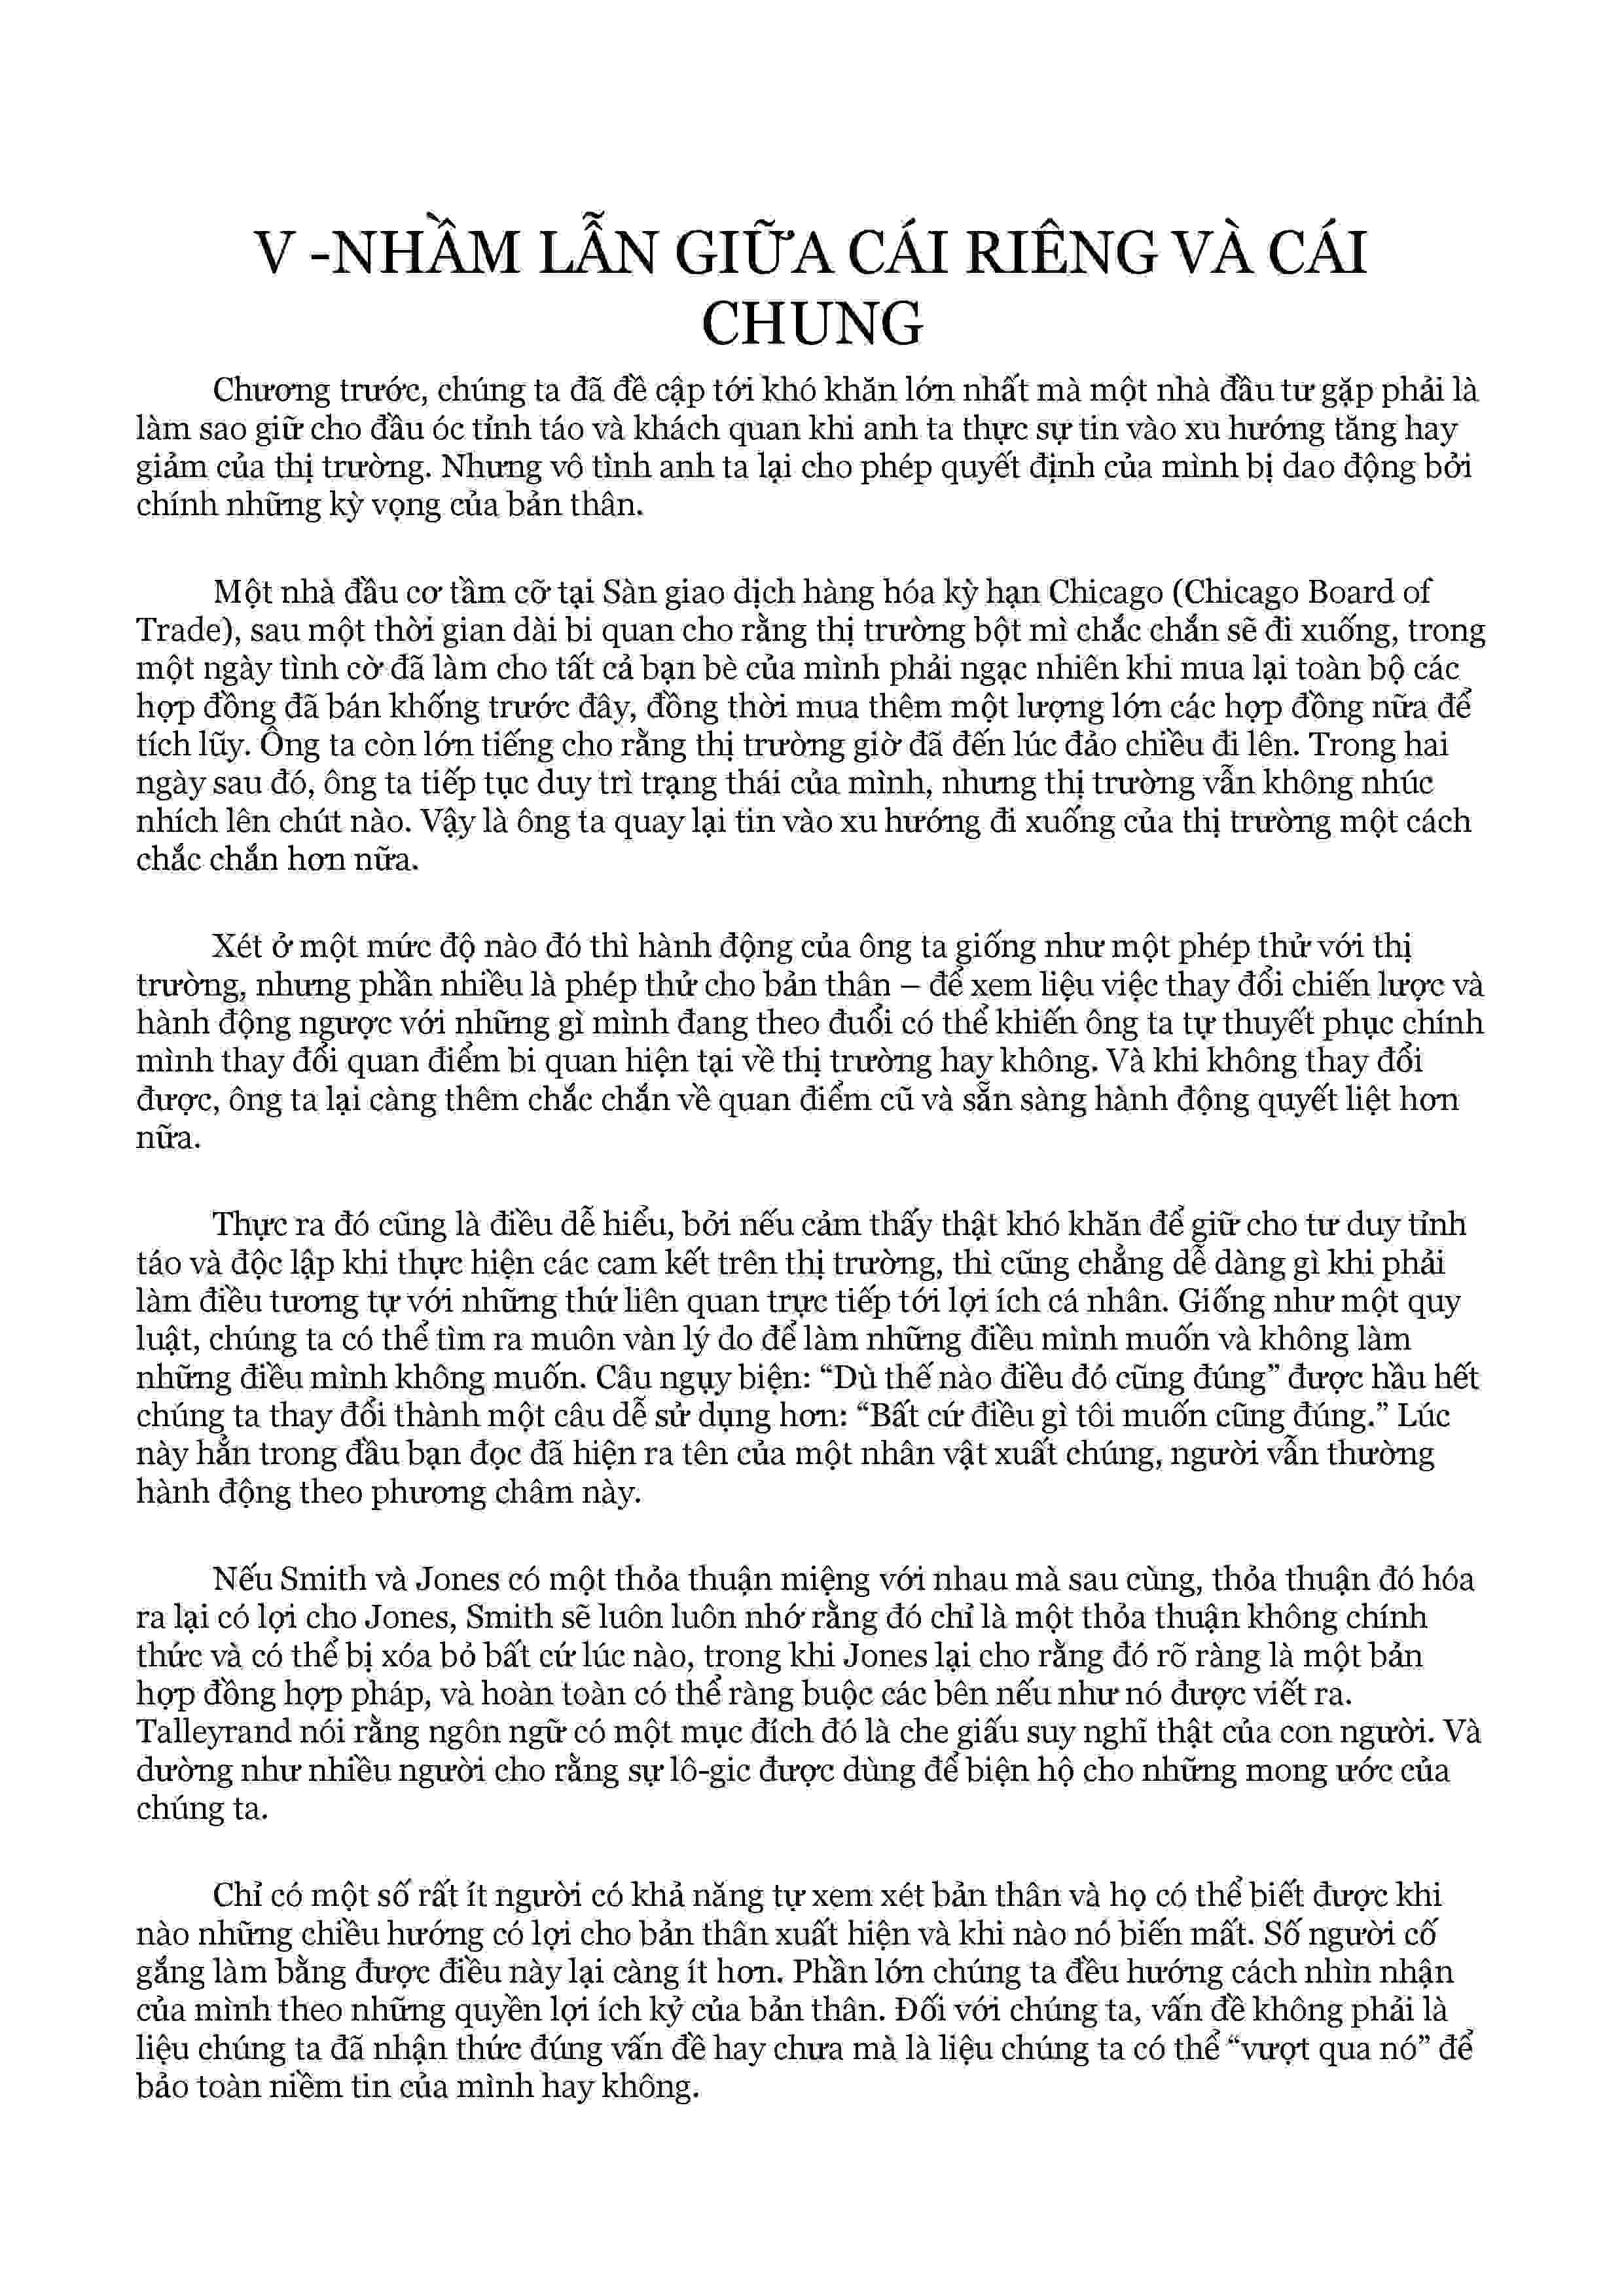 V -NHẦM LẪN GIỮA CÁI RIÊNG VÀ CÁI
CHUNG
Chương trước, chúng ta đã đề cập tới khó khăn lớn nhất mà một nhà đầu tư gặp phải là
làm sao giữ cho đầu óc tỉnh táo và khách quan khi anh ta thực sự tin vào xu hướng tăng hay
giảm của thị trường. Nhưng vô tình anh ta lại cho phép quyết định của mình bị dao động bởi
chính những kỳ vọng của bản thân.
Một nhà đầu cơ tầm cỡ tại Sàn giao dịch hàng hóa kỳ hạn Chicago (Chicago Board of
Trade), sau một thời gian dài bi quan cho rằng thị trường bột mì chắc chắn sẽ đi xuống, trong
một ngày tình cờ đã làm cho tất cả bạn bè của mình phải ngạc nhiên khi mua lại toàn bộ các
hợp đồng đã bán khống trước đây, đồng thời mua thêm một lượng lớn các hợp đồng nữa để
tích lũy. Ông ta còn lớn tiếng cho rằng thị trường giờ đã đến lúc đảo chiều đi lên. Trong hai
ngày sau đó, ông ta tiếp tục duy trì trạng thái của mình, nhưng thị trường vẫn không nhúc
nhích lên chút nào. Vậy là ông ta quay lại tin vào xu hướng đi xuống của thị trường một cách
chắc chắn hơn nữa.
Xét ở một mức độ nào đó thì hành động của ông ta giống như một phép thử với thị
trường, nhưng phần nhiều là phép thử cho bản thân – để xem liệu việc thay đổi chiến lược và
hành động ngược với những gì mình đang theo đuổi có thể khiến ông ta tự thuyết phục chính
mình thay đổi quan điểm bi quan hiện tại về thị trường hay không. Và khi không thay đổi
được, ông ta lại càng thêm chắc chắn về quan điểm cũ và sẵn sàng hành động quyết liệt hơn
nữa.
Thực ra đó cũng là điều dễ hiểu, bởi nếu cảm thấy thật khó khăn để giữ cho tư duy tỉnh
táo và độc lập khi thực hiện các cam kết trên thị trường, thì cũng chẳng dễ dàng gì khi phải
làm điều tương tự với những thứ liên quan trực tiếp tới lợi ích cá nhân. Giống như một quy
luật, chúng ta có thể tìm ra muôn vàn lý do để làm những điều mình muốn và không làm
những điều mình không muốn. Câu ngụy biện: “Dù thế nào điều đó cũng đúng” được hầu hết
chúng ta thay đổi thành một câu dễ sử dụng hơn: “Bất cứ điều gì tôi muốn cũng đúng.” Lúc
này hẳn trong đầu bạn đọc đã hiện ra tên của một nhân vật xuất chúng, người vẫn thường
hành động theo phương châm này.
Nếu Smith và Jones có một thỏa thuận miệng với nhau mà sau cùng, thỏa thuận đó hóa
ra lại có lợi cho Jones, Smith sẽ luôn luôn nhớ rằng đó chỉ là một thỏa thuận không chính
thức và có thể bị xóa bỏ bất cứ lúc nào, trong khi Jones lại cho rằng đó rõ ràng là một bản
hợp đồng hợp pháp, và hoàn toàn có thể ràng buộc các bên nếu như nó được viết ra.
Talleyrand nói rằng ngôn ngữ có một mục đích đó là che giấu suy nghĩ thật của con người. Và
dường như nhiều người cho rằng sự lô-gic được dùng để biện hộ cho những mong ước của
chúng ta.
Chỉ có một số rất ít người có khả năng tự xem xét bản thân và họ có thể biết được khi
nào những chiều hướng có lợi cho bản thân xuất hiện và khi nào nó biến mất. Số người cố
gắng làm bằng được điều này lại càng ít hơn. Phần lớn chúng ta đều hướng cách nhìn nhận
của mình theo những quyền lợi ích kỷ của bản thân. Đối với chúng ta, vấn đề không phải là
liệu chúng ta đã nhận thức đúng vấn đề hay chưa mà là liệu chúng ta có thể “vượt qua nó” để
bảo toàn niềm tin của mình hay không.